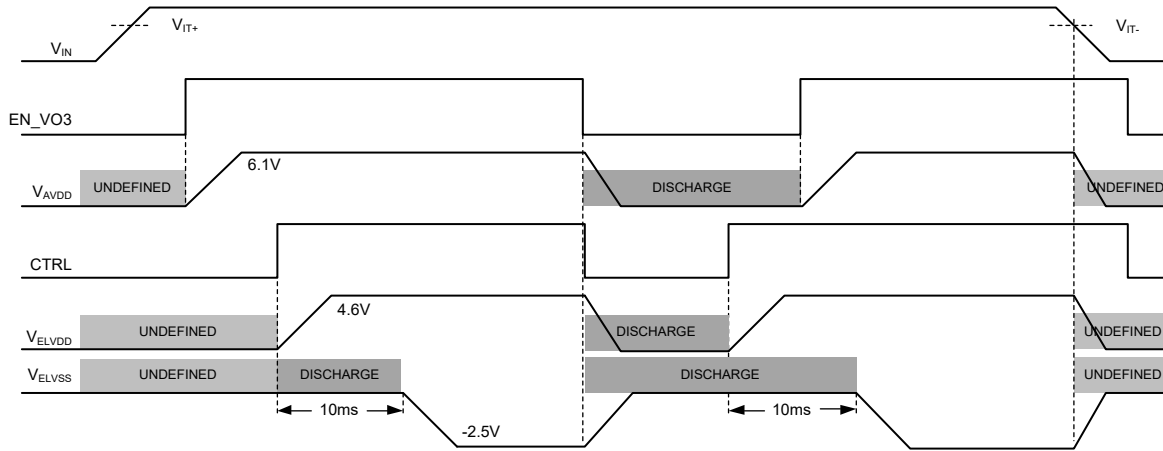 VIT+
VIT-
VIN
EN_VO3
6.1V
UNDEFINED
DISCHARGE
UNDEFINED
VAVDD
CTRL
4.6V
UNDEFINED
DISCHARGE
UNDEFINED
VELVDD
VELVSS
UNDEFINED
DISCHARGE
DISCHARGE
UNDEFINED
10ms
10ms
-2.5V